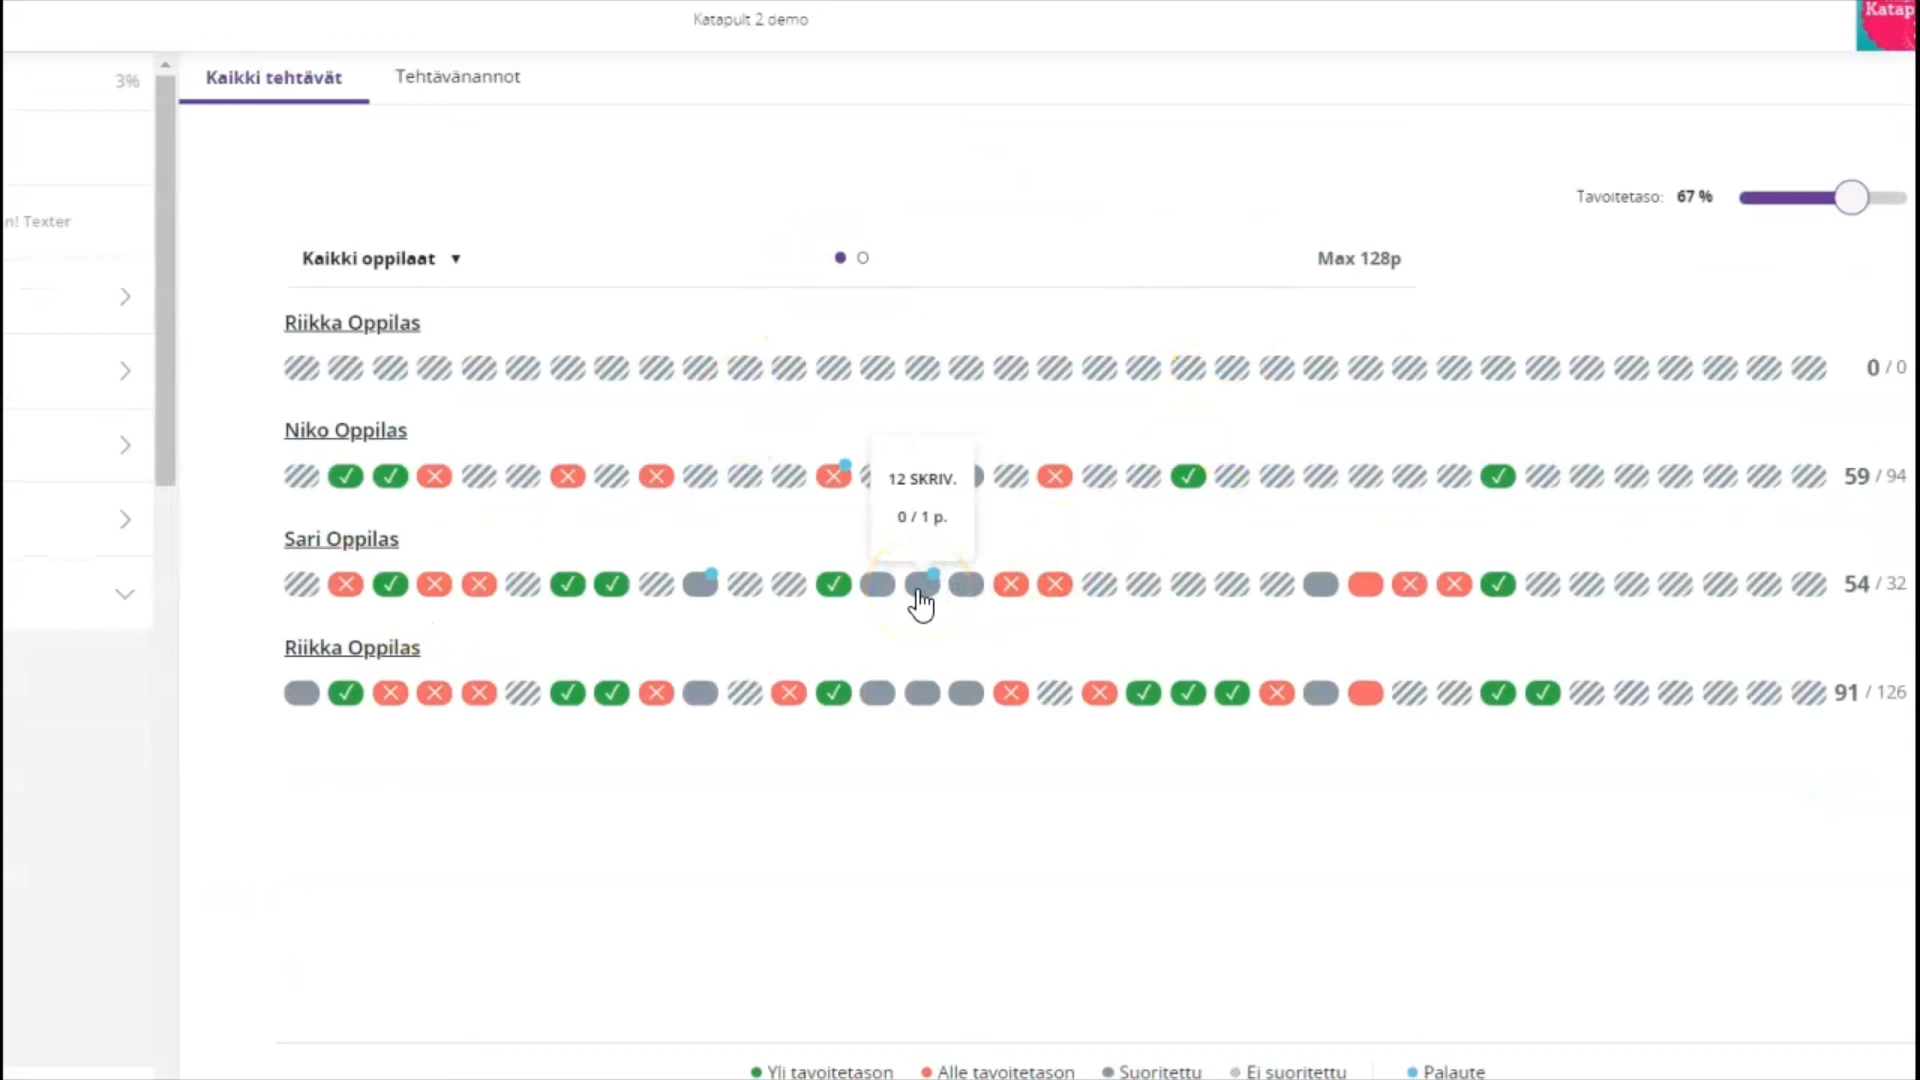 Katapult 2 demo
Katap
3%
Kaikki tehtävät
Tehtävänannot
n! Texter
Tavoitetaso: 67 %
Kaikki oppilaat ▼
Max 128p
Riikka Oppilas
0 / 0
Niko Oppilas
59 / 94
12 SKRIV.
0 / 1 p.
Sari Oppilas
54 / 32
Riikka Oppilas
91 / 126
Yli tavoitetason
Alle tavoitetason
Suoritettu
Ei suoritettu
Palaute